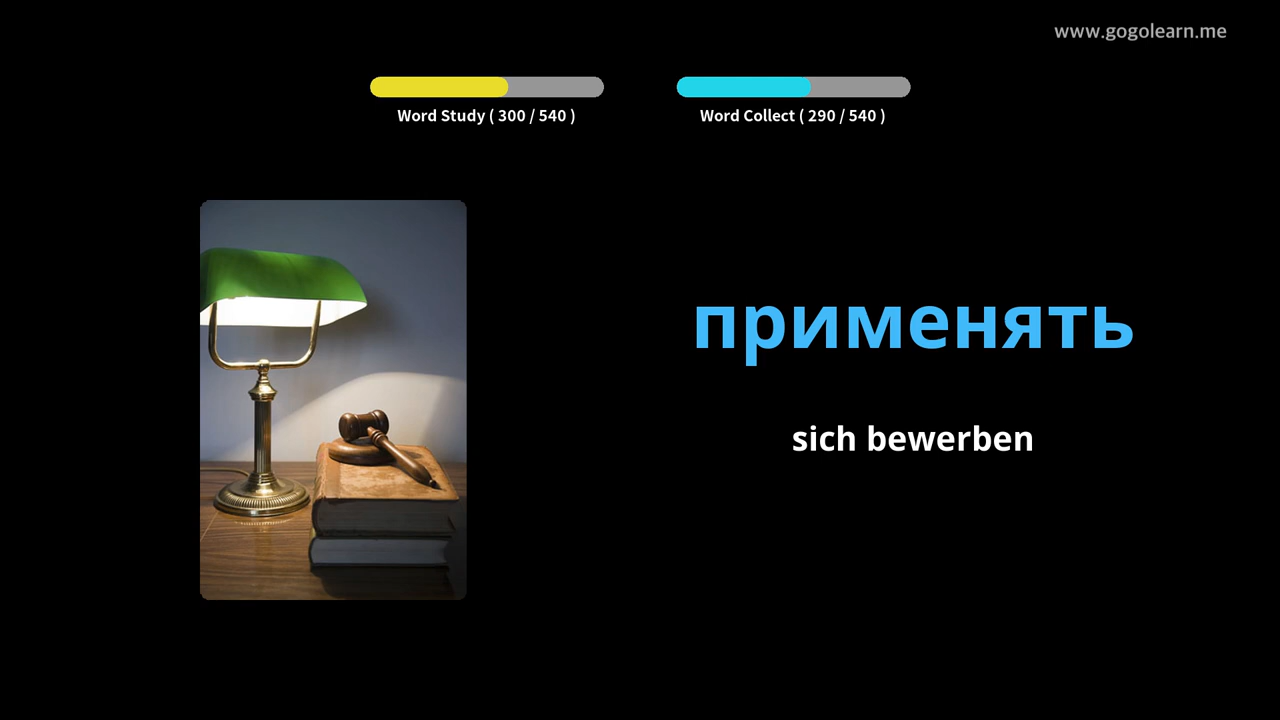 www.gogolearn.me
Word Study ( 300 / 540 )
Word Collect ( 290 / 540 )
применять
sich bewerben